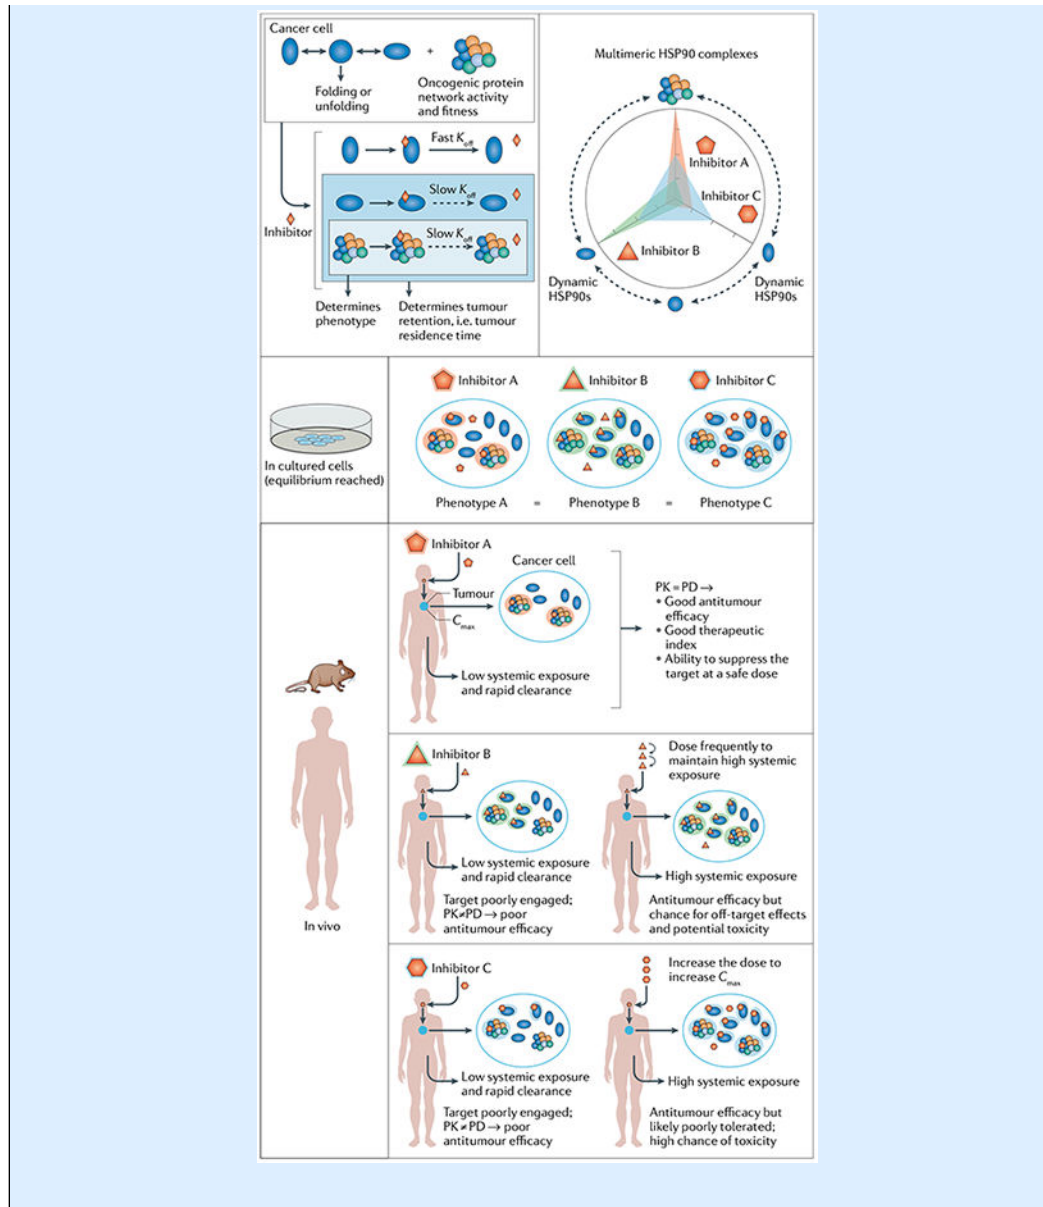 Cancer cell
+
Folding or
unfolding
Oncogenic protein
network activity
and fitness
Fast K_off
Slow K_off
Slow K_off
Inhibitor
Determines
phenotype
Determines tumour
retention, i.e. tumour
residence time
Multimeric HSP90 complexes
Inhibitor A
Inhibitor C
Inhibitor B
Dynamic
HSP90s
Dynamic
HSP90s
In cultured cells
(equilibrium reached)
Inhibitor A
Inhibitor B
Inhibitor C
Phenotype A = Phenotype B = Phenotype C
In vivo
Inhibitor A
Tumour
C_max
Cancer cell
Low systemic exposure
and rapid clearance
PK = PD →
* Good antitumour
efficacy
* Good therapeutic
index
* Ability to suppress the
target at a safe dose
Inhibitor B
Low systemic exposure
and rapid clearance
Target poorly engaged;
PK≠PD → poor
antitumour efficacy
Dose frequently to
maintain high systemic
exposure
High systemic exposure
Antitumour efficacy but
chance for off-target effects
and potential toxicity
Inhibitor C
Low systemic exposure
and rapid clearance
Target poorly engaged;
PK ≠ PD → poor
antitumour efficacy
Increase the dose to
increase C_max
High systemic exposure
Antitumour efficacy but
likely poorly tolerated;
high chance of toxicity